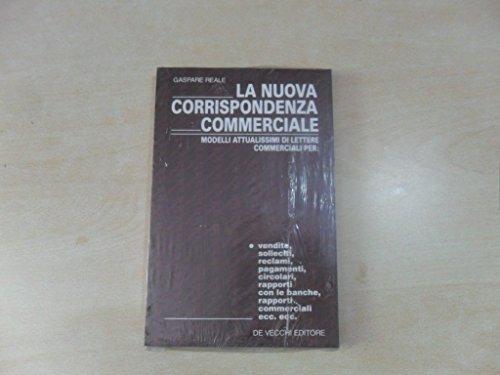 GASPARE REALE
LA NUOVA
CORRISPONDENZA
COMMERCIALE
MODELLI ATTUALISSIMI DI LETTERE
COMMERCIALI PER:
• vendite,
solleciti,
reclami,
pagamenti,
circolari,
rapporti
con le banche,
rapporti
commerciali
ecc. ecc.
DE VECCHI EDITORE